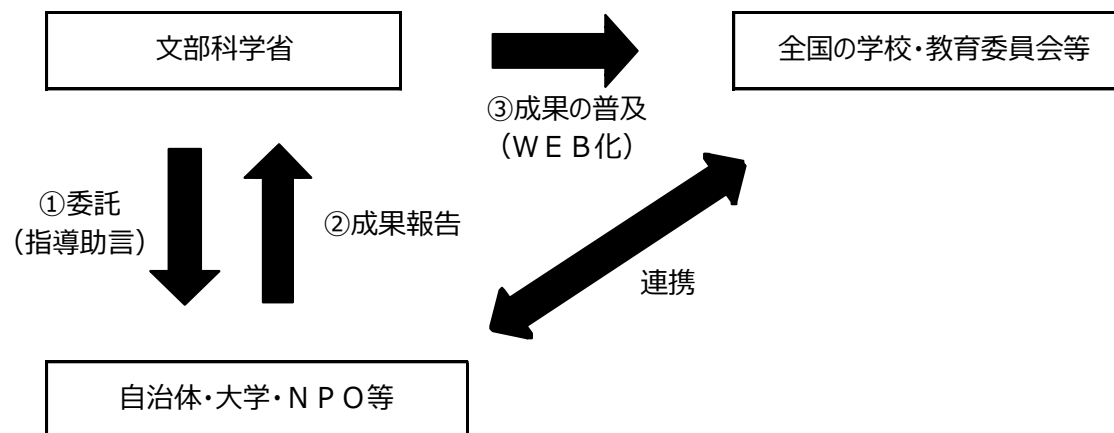 文部科学省
全国の学校・教育委員会等
③成果の普及
（ＷＥＢ化）
①委託
（指導助言）
②成果報告
連携
自治体・大学・ＮＰＯ等